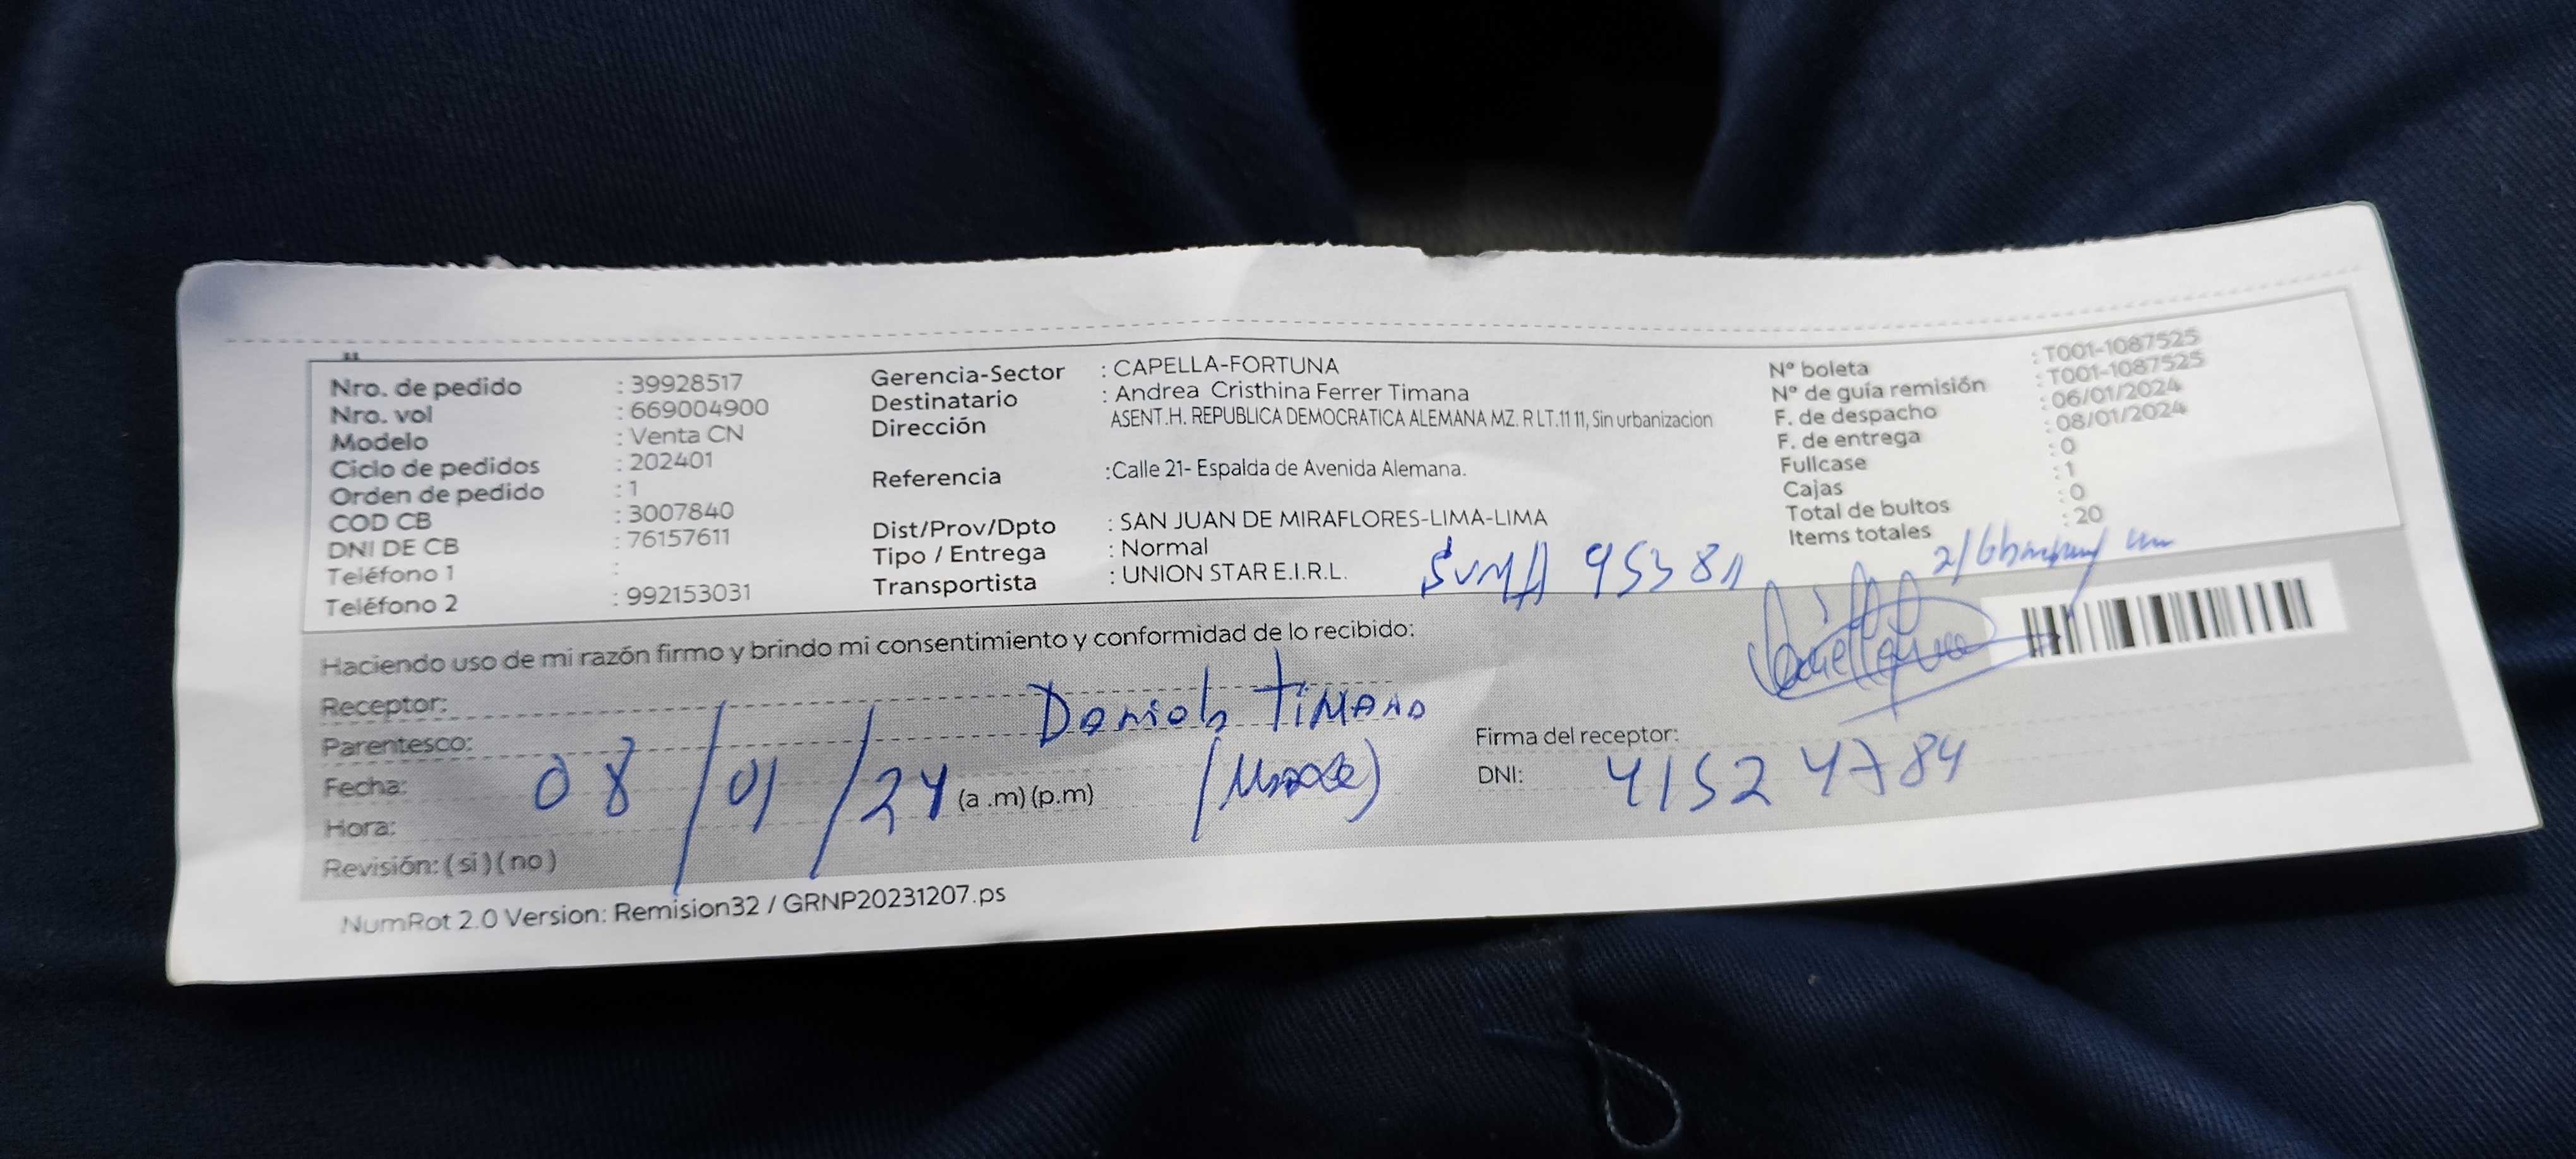 Nro. de pedido : 39928517
Nro. vol : 669004900
Modelo : Venta CN
Ciclo de pedidos : 202401
Orden de pedido : 1
COD CB : 3007840
DNI DE CB : 76157611
Teléfono 1 :
Teléfono 2 : 992153031
Gerencia-Sector : CAPELLA-FORTUNA
Destinatario : Andrea Cristhina Ferrer Timana
Dirección ASENT.H. REPUBLICA DEMOCRATICA ALEMANA MZ. R LT.11 11, Sin urbanizacion
Referencia :Calle 21- Espalda de Avenida Alemana.
Dist/Prov/Dpto : SAN JUAN DE MIRAFLORES-LIMA-LIMA
Tipo / Entrega : Normal
Transportista : UNION STAR E.I.R.L.
N° boleta : T001-1087525
N° de guía remisión : T001-1087525
F. de despacho : 06/01/2024
F. de entrega : 08/01/2024
Fullcase : 0
Cajas : 1
Total de bultos : 0
Items totales : 20
Haciendo uso de mi razón firmo y brindo mi consentimiento y conformidad de lo recibido:
Receptor:
Timano
Parentesco:
Fecha: 08/01/24
Hora: (a .m) (p.m)
Revisión: ( si ) ( no )
Firma del receptor:
DNI: 41524784
NumRot 2.0 Version: Remision32 / GRNP20231207.ps